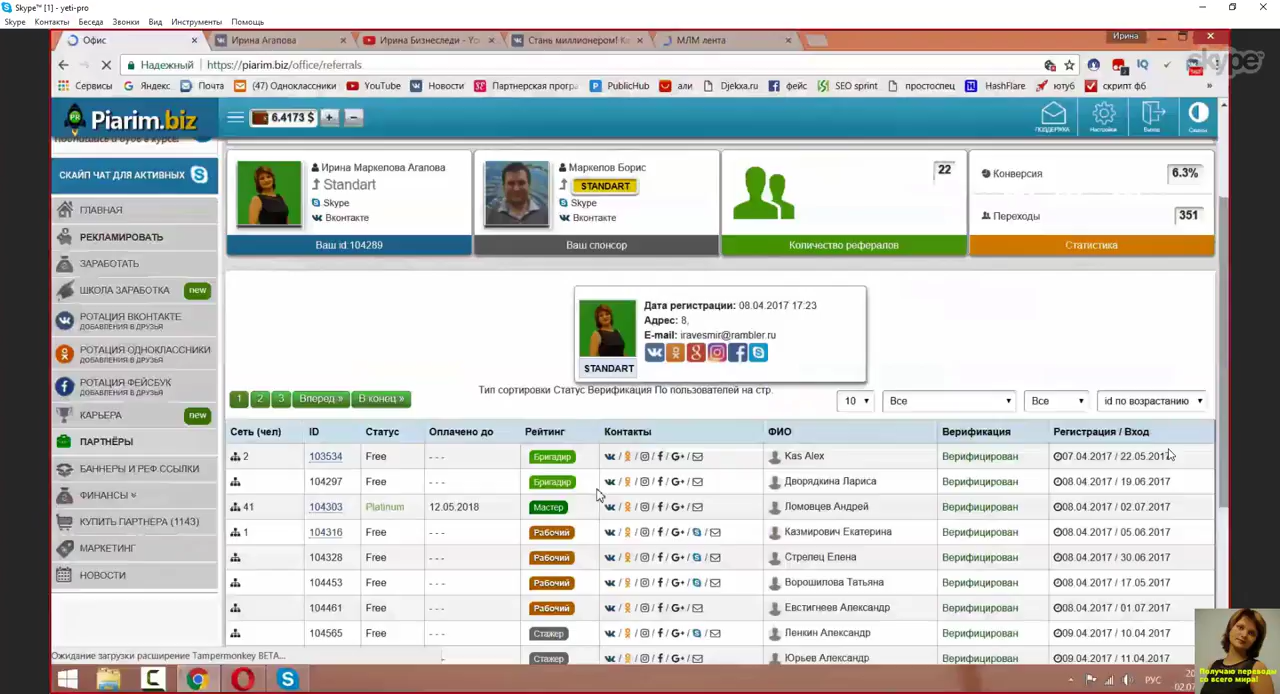 Skype™ [1] - yeti-pro
Skype Контакты Беседа Звонки Вид Инструменты Помощь
Офис Ирина Агапова Ирина Бизнеследи - Yo Стань миллионером! К МЛМ лента Ирина
Надежный https://piarim.biz/office/referrals
Сервисы Яндекс Почта (47) Одноклассники YouTube Новости Партнерская програ PublicHub али Djelxa.ru фейс SEO sprint простоспец HashFlare ютуб скрипт фб
Piarim.biz 6.4173 $ + − ПОДДЕРЖКА Настройки Выход
СКАЙП ЧАТ ДЛЯ АКТИВНЫХ
ГЛАВНАЯ
РЕКЛАМИРОВАТЬ
ЗАРАБОТАТЬ
ШКОЛА ЗАРАБОТКА new
РОТАЦИЯ ВКОНТАКТЕ
ДОБАВЛЕНИЯ В ДРУЗЬЯ
РОТАЦИЯ ОДНОКЛАССНИКИ
ДОБАВЛЕНИЯ В ДРУЗЬЯ
РОТАЦИЯ ФЕЙСБУК
ДОБАВЛЕНИЯ В ДРУЗЬЯ
КАРЬЕРА new
ПАРТНЁРЫ
БАННЕРЫ И РЕФ.ССЫЛКИ
ФИНАНСЫ
КУПИТЬ ПАРТНЕРА (1143)
МАРКЕТИНГ
НОВОСТИ
Ирина Маркепова Агапова
Standart
Skype
Вконтакте
Ваш id 104289
Маркепов Борис
STANDART
Skype
Вконтакте
Ваш спонсор
22
Количество рефералов
Конверсия 6.3%
Переходы 351
Статистика
Дата регистрации: 08.04.2017 17:23
Адрес: 8,
E-mail: iravesmir@rambler.ru
STANDART
Тип сортировки Статус Верификация По пользователей на стр.
1 2 3 Вперед » В конец » 10 Все Все id по возрастанию
Сеть (чел) ID Статус Оплачено до Рейтинг Контакты ФИО Верификация Регистрация / Вход
2 103534 Free - - - Бригадир Kas Alex Верифицирован 07.04.2017 / 22.05.2017
104297 Free - - - Бригадир Дворядкина Лариса Верифицирован 08.04.2017 / 19.06.2017
41 104303 Platinum 12.05.2018 Мастер Ломовцев Андрей Верифицирован 08.04.2017 / 02.07.2017
1 104316 Free - - - Рабочий Казмирович Екатерина Верифицирован 08.04.2017 / 05.06.2017
104328 Free - - - Рабочий Стрелец Елена Верифицирован 08.04.2017 / 30.06.2017
104453 Free - - - Рабочий Ворошилова Татьяна Верифицирован 08.04.2017 / 17.05.2017
104461 Free - - - Рабочий Евстигнеев Александр Верифицирован 08.04.2017 / 01.07.2017
104565 Free - - - Стажер Ленкин Александр Верифицирован 09.04.2017 / 10.04.2017
Free - - - Стажер Юрьев Александр Верифицирован 09.04.2017 / 11.04.2017
Ожидание загрузки расширение Tampermonkey BETA...
РУС
Получаю переводы
со всего мира!
skype